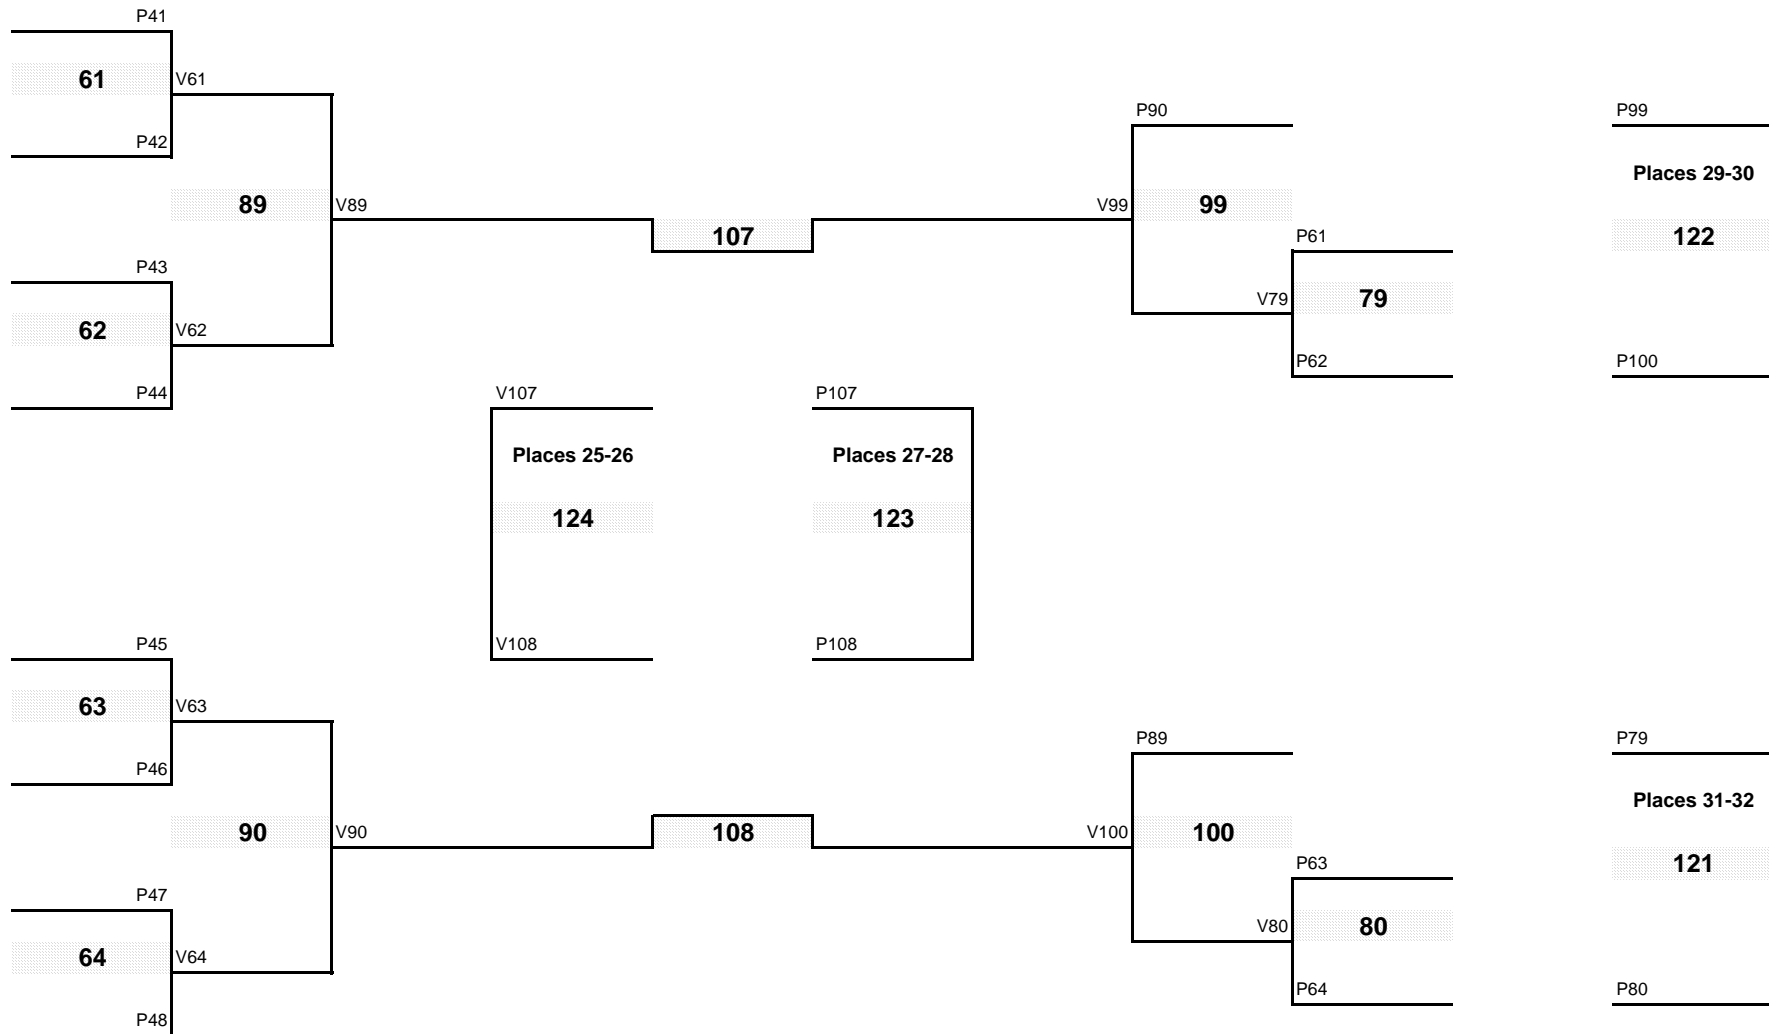 P41
61 V61
P90 P99
P42
Places 29-30
89 V89 V99 99
107 P61 122
P43
V79 79
62 V62
P62 P100
P44 V107 P107
Places 25-26 Places 27-28
124 123
P45 V108 P108
63 V63
P89 P79
P46
Places 31-32
90 V90 108 V100 100
P63 121
P47
V80 80
64 V64
P64 P80
P48